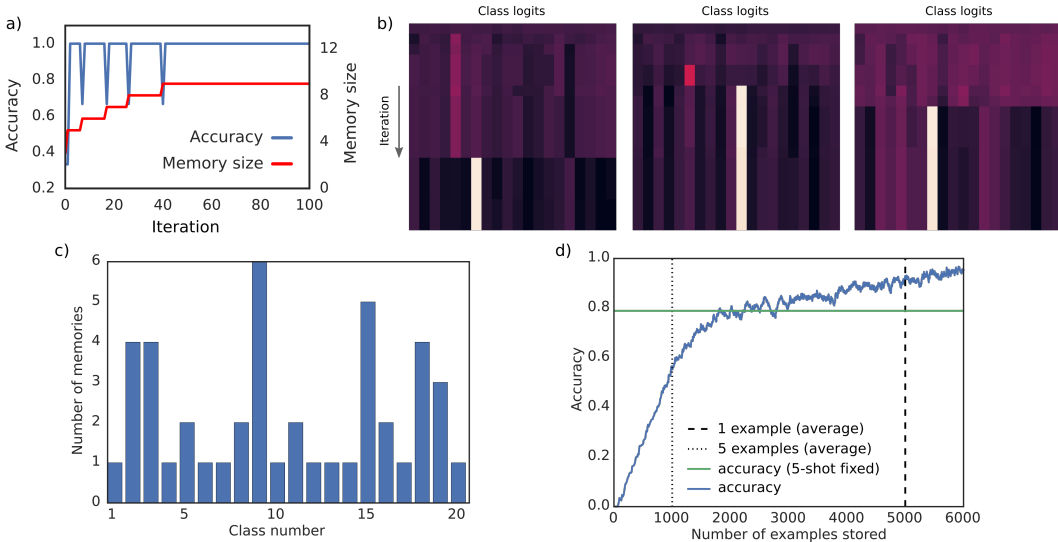 a)
1.0
0.8
0.6
0.4
0.2
Accuracy
12
8
4
0
Memory size
Accuracy
Memory size
0 20 40 60 80 100
Iteration
b)
Class logits
Class logits
Class logits
Iteration
c)
6
5
4
3
2
1
0
Number of memories
1 5 10 15 20
Class number
d)
1.0
0.8
0.6
0.4
0.2
0.0
Accuracy
1 example (average)
5 examples (average)
accuracy (5-shot fixed)
accuracy
0 1000 2000 3000 4000 5000 6000
Number of examples stored